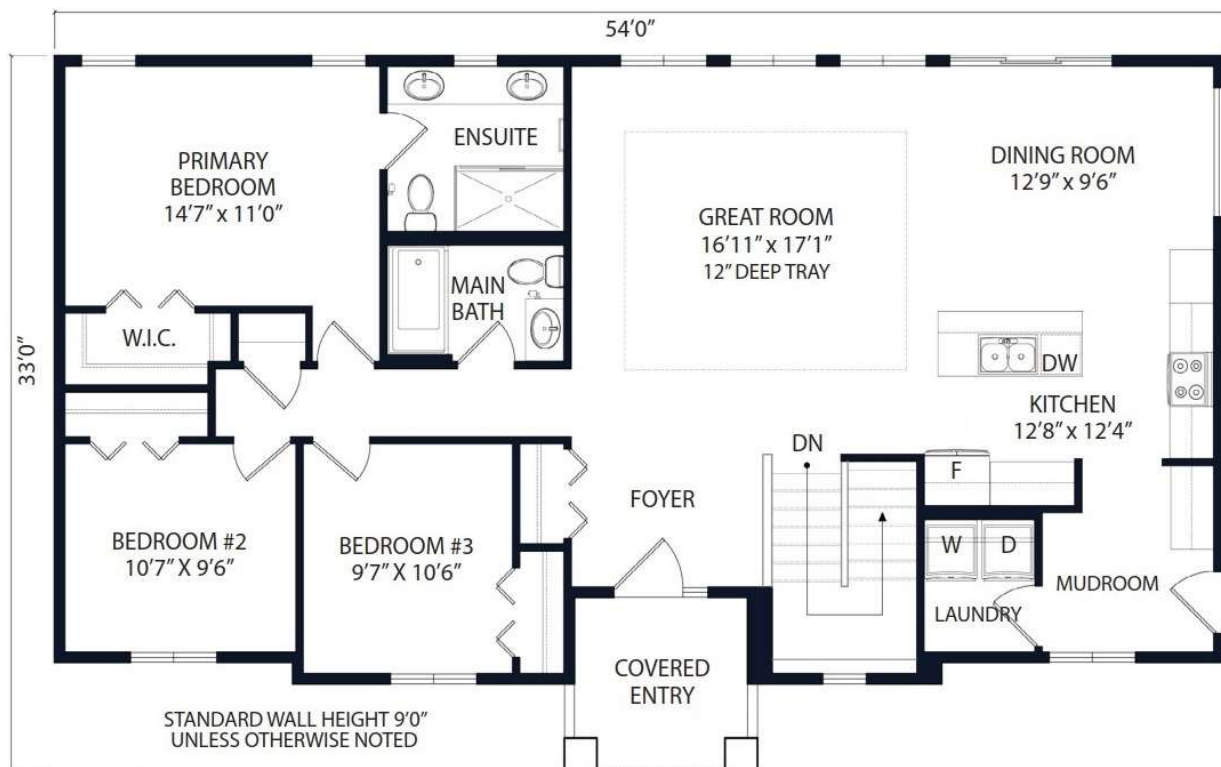 54’0”
33’0”
PRIMARY
BEDROOM
14’7” x 11’0”
ENSUITE
GREAT ROOM
16’11” x 17’1”
12” DEEP TRAY
DINING ROOM
12’9” x 9’6”
MAIN
BATH
W.I.C.
DW
KITCHEN
12’8” x 12’4”
DN
F
FOYER
BEDROOM #2
10’7” X 9’6”
BEDROOM #3
9’7” X 10’6”
W
D
MUDROOM
LAUNDRY
COVERED
ENTRY
STANDARD WALL HEIGHT 9’0”
UNLESS OTHERWISE NOTED